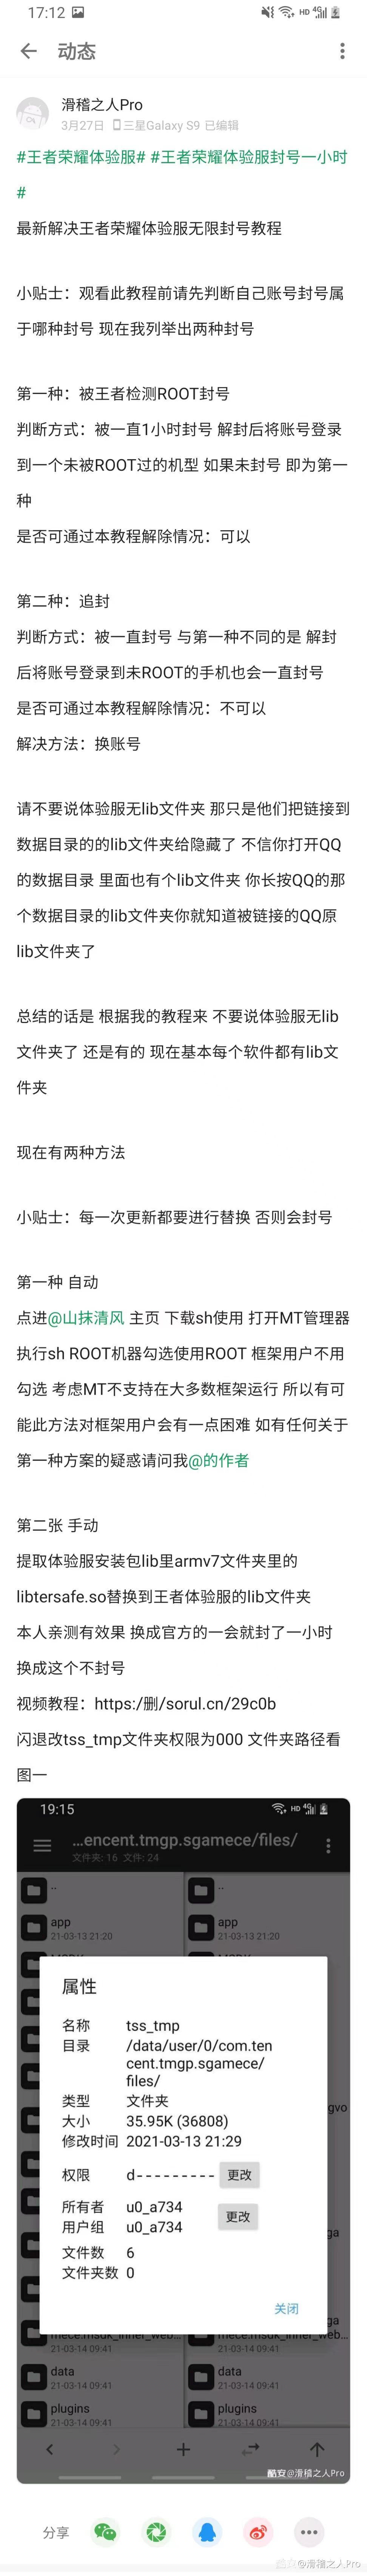 17:12
HD 4G
动态
滑稽之人Pro
3月27日 三星Galaxy S9 已编辑
#王者荣耀体验服# #王者荣耀体验服封号一小时
#
最新解决王者荣耀体验服无限封号教程
小贴士：观看此教程前请先判断自己账号封号属
于哪种封号 现在我列举出两种封号
第一种：被王者检测ROOT封号
判断方式：被一直1小时封号 解封后将账号登录
到一个未被ROOT过的机型 如果未封号 即为第一
种
是否可通过本教程解除情况：可以
第二种：追封
判断方式：被一直封号 与第一种不同的是 解封
后将账号登录到未ROOT的手机也会一直封号
是否可通过本教程解除情况：不可以
解决方法：换账号
请不要说体验服无lib文件夹 那只是他们把链接到
数据目录的的lib文件夹给隐藏了 不信你打开QQ
的数据目录 里面也有个lib文件夹 你长按QQ的那
个数据目录的lib文件夹你就知道被链接的QQ原
lib文件夹了
总结的话是 根据我的教程来 不要说体验服无lib
文件夹了 还是有的 现在基本每个软件都有lib文
件夹
现在有两种方法
小贴士：每一次更新都要进行替换 否则会封号
第一种 自动
点进@山抹清风 主页 下载sh使用 打开MT管理器
执行sh ROOT机器勾选使用ROOT 框架用户不用
勾选 考虑MT不支持在大多数框架运行 所以有可
能此方法对框架用户会有一点困难 如有任何关于
第一种方案的疑惑请问我@的作者
第二张 手动
提取体验服安装包lib里armv7文件夹里的
libtersafe.so替换到王者体验服的lib文件夹
本人亲测有效果 换成官方的一会就封了一小时
换成这个不封号
视频教程：https:/删/sorul.cn/29c0b
闪退改tss_tmp文件夹权限为000 文件夹路径看
图一
19:15
HD 4G
...encent.tmgp.sgamece/files/
文件夹: 16 文件: 24
.. ..
app app
21-03-13 21:20 21-03-13 21:20
属性
名称 tss_tmp
目录 /data/user/0/com.ten
cent.tmgp.sgamece/
files/
类型 文件夹
大小 35.95K (36808)
修改时间 2021-03-13 21:29
权限 d--------- 更改
所有者 u0_a734
用户组 u0_a734 更改
文件数 6
文件夹数 0
关闭
21-03-14 09:41 21-03-14 09:41
data data
21-03-14 09:41 21-03-14 09:41
plugins plugins
21-03-14 09:41 21-03-14 09:41
酷安@滑稽之人Pro
分享
@滑稽之人Pro